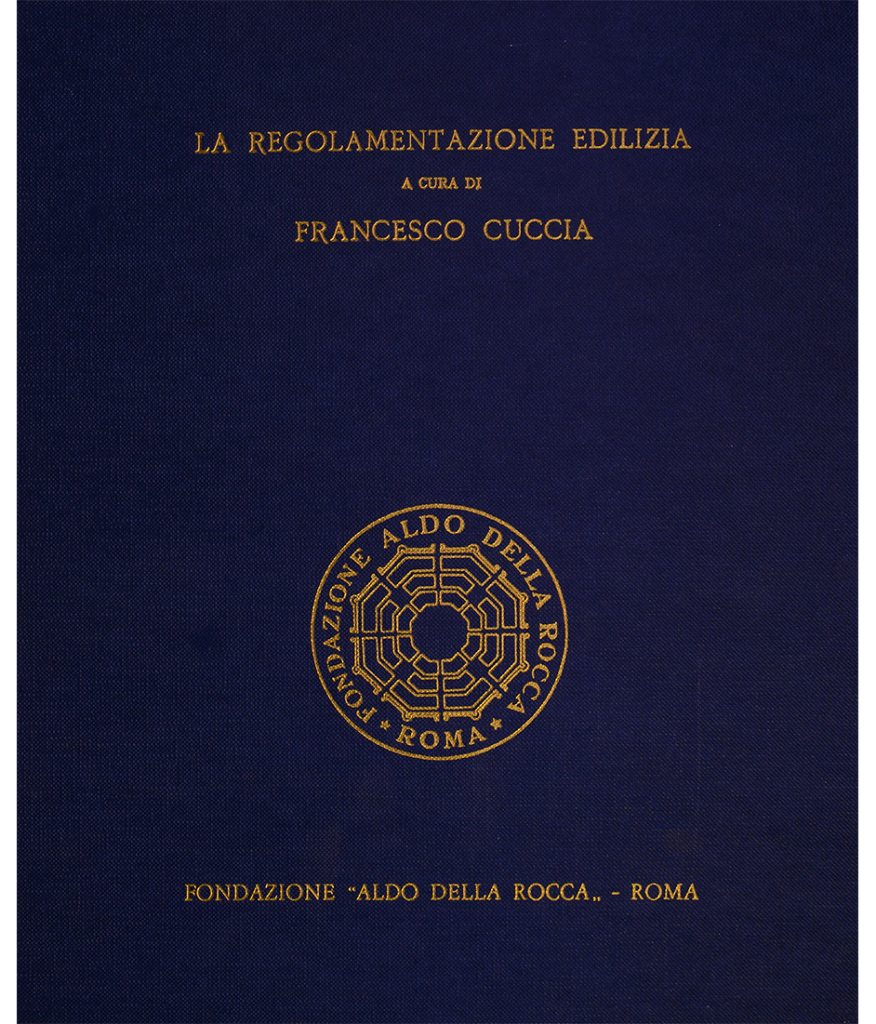 LA REGOLAMENTAZIONE EDILIZIA
A CURA DI
FRANCESCO CUCCIA
FONDAZIONE ALDO DELLA ROCCA
* ROMA *
FONDAZIONE “ALDO DELLA ROCCA„ - ROMA